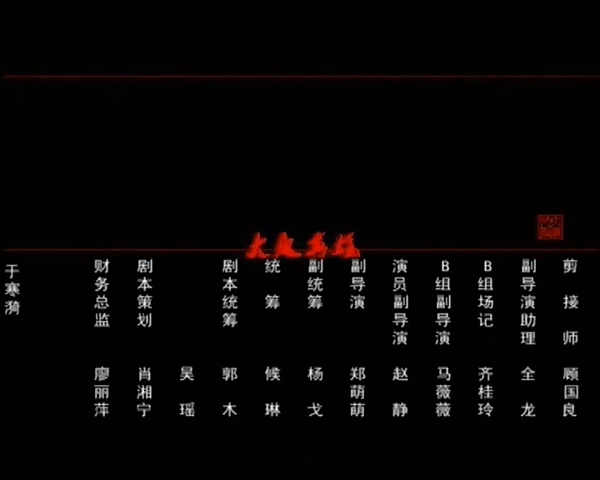 剪接师 顾国良
副导演助理 全龙
B组场记 齐桂玲
B组副导演 马薇薇
演员副导演 赵静
副导演 郑萌萌
副统筹 杨戈
统筹 候琳
剧本统筹 郭木
吴瑶
剧本策划 肖湘宁
财务总监 廖丽萍
于寒漪